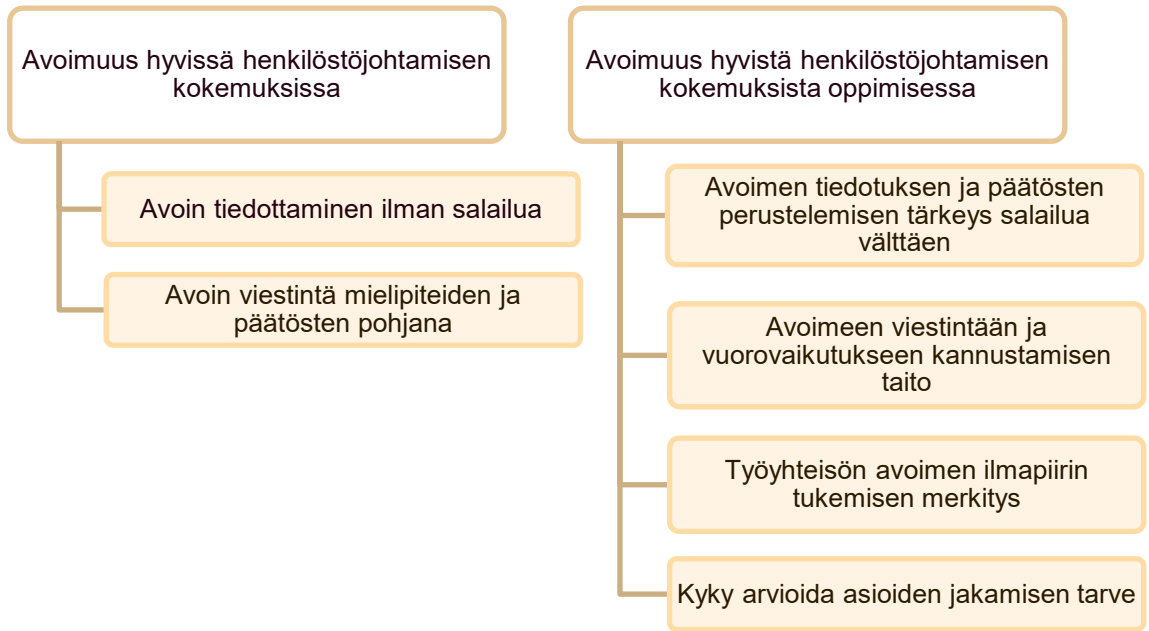 Avoimuus hyvissä henkilöstöjohtamisen
kokemuksissa
Avoin tiedottaminen ilman salailua
Avoin viestintä mielipiteiden ja
päätösten pohjana
Avoimuus hyvistä henkilöstöjohtamisen
kokemuksista oppimisessa
Avoimen tiedotuksen ja päätösten
perustelemisen tärkeys salailua
välttäen
Avoimeen viestintään ja
vuorovaikutukseen kannustamisen
taito
Työyhteisön avoimen ilmapiirin
tukemisen merkitys
Kyky arvioida asioiden jakamisen tarve